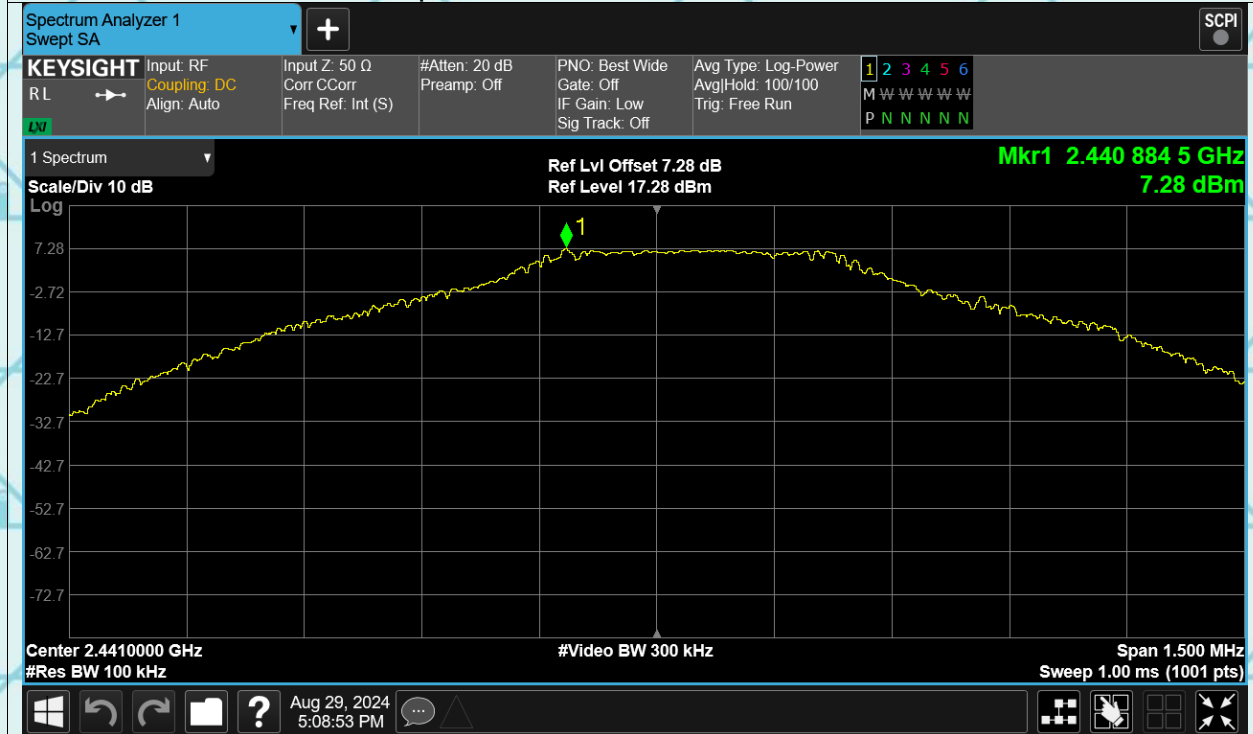 Spectrum Analyzer 1
Swept SA
SCPI
KEYSIGHT
R L
LXI
Input: RF
Coupling: DC
Align: Auto
Input Z: 50 Ω
Corr CCorr
Freq Ref: Int (S)
#Atten: 20 dB
Preamp: Off
PNO: Best Wide
Gate: Off
IF Gain: Low
Sig Track: Off
Avg Type: Log-Power
Avg|Hold: 100/100
Trig: Free Run
1 2 3 4 5 6
M W W W W W
P N N N N N
1 Spectrum
Scale/Div 10 dB
Log
Ref Lvl Offset 7.28 dB
Ref Level 17.28 dBm
Mkr1 2.440 884 5 GHz
7.28 dBm
1
7.28
-2.72
-12.7
-22.7
-32.7
-42.7
-52.7
-62.7
-72.7
Center 2.4410000 GHz
#Res BW 100 kHz
#Video BW 300 kHz
Span 1.500 MHz
Sweep 1.00 ms (1001 pts)
?
Aug 29, 2024
5:08:53 PM